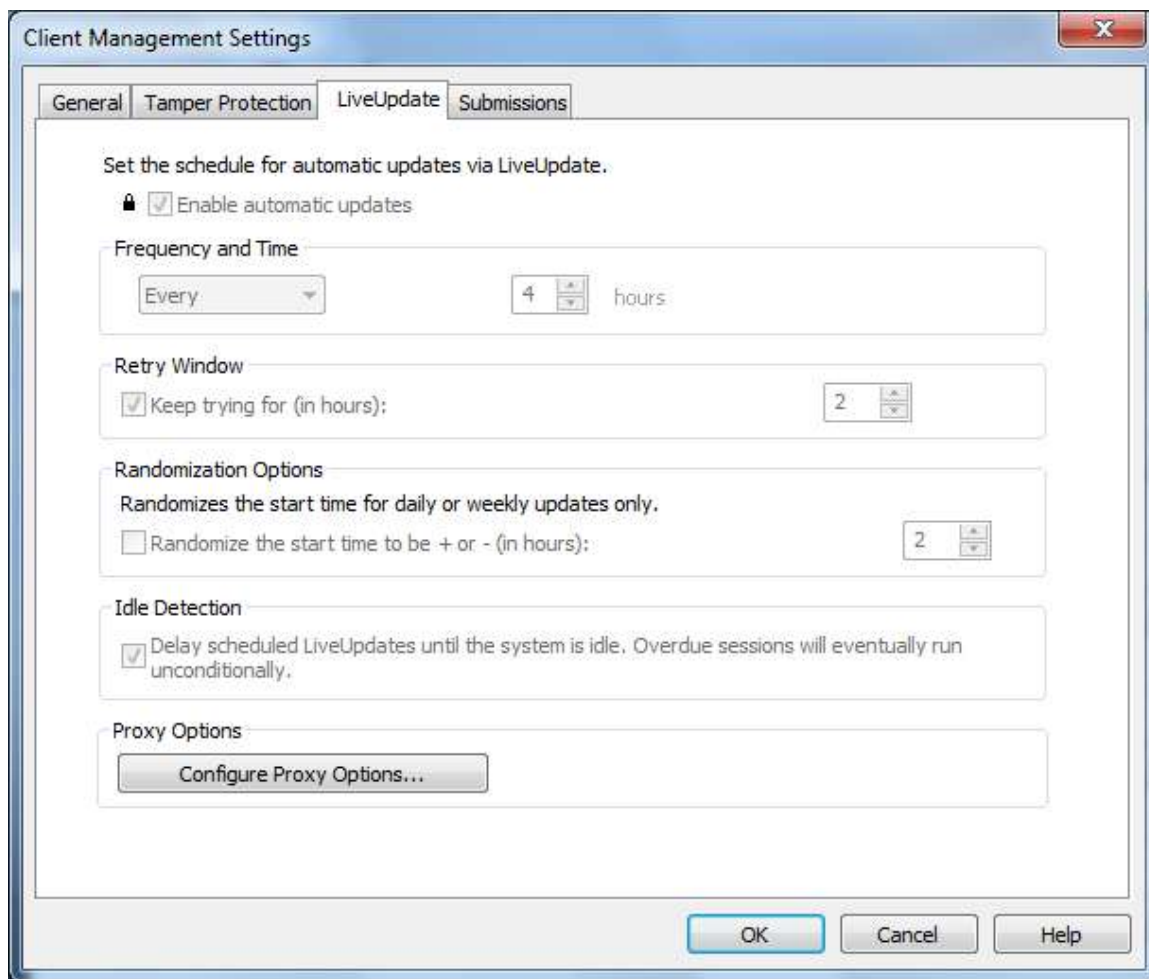 Client Management Settings
General Tamper Protection LiveUpdate Submissions
Set the schedule for automatic updates via LiveUpdate.
Enable automatic updates
Frequency and Time
Every 4 hours
Retry Window
Keep trying for (in hours): 2
Randomization Options
Randomizes the start time for daily or weekly updates only.
Randomize the start time to be + or - (in hours): 2
Idle Detection
Delay scheduled LiveUpdates until the system is idle. Overdue sessions will eventually run
unconditionally.
Proxy Options
Configure Proxy Options...
OK Cancel Help